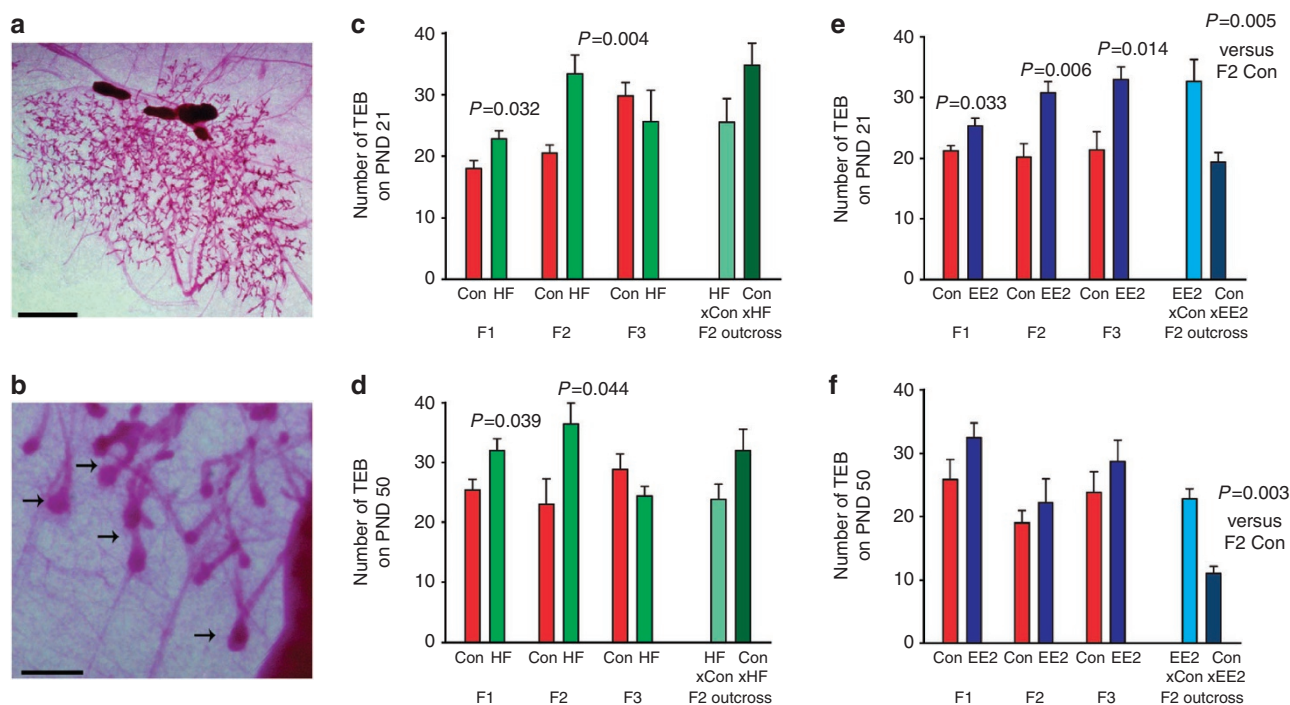 a
b
c
Number of TEB
on PND 21
40
30
20
10
0
P=0.032
P=0.004
Con HF Con HF Con HF HF Con
xCon xHF
F1 F2 F3 F2 outcross
d
Number of TEB
on PND 50
40
30
20
10
0
P=0.039
P=0.044
Con HF Con HF Con HF HF Con
xCon xHF
F1 F2 F3 F2 outcross
e
Number of TEB
on PND 21
40
30
20
10
0
P=0.033
P=0.006
P=0.014
P=0.005
versus
F2 Con
Con EE2 Con EE2 Con EE2 EE2 Con
xCon xEE2
F1 F2 F3 F2 outcross
f
Number of TEB
on PND 50
40
30
20
10
0
P=0.003
versus
F2 Con
Con EE2 Con EE2 Con EE2 EE2 Con
xCon xEE2
F1 F2 F3 F2 outcross